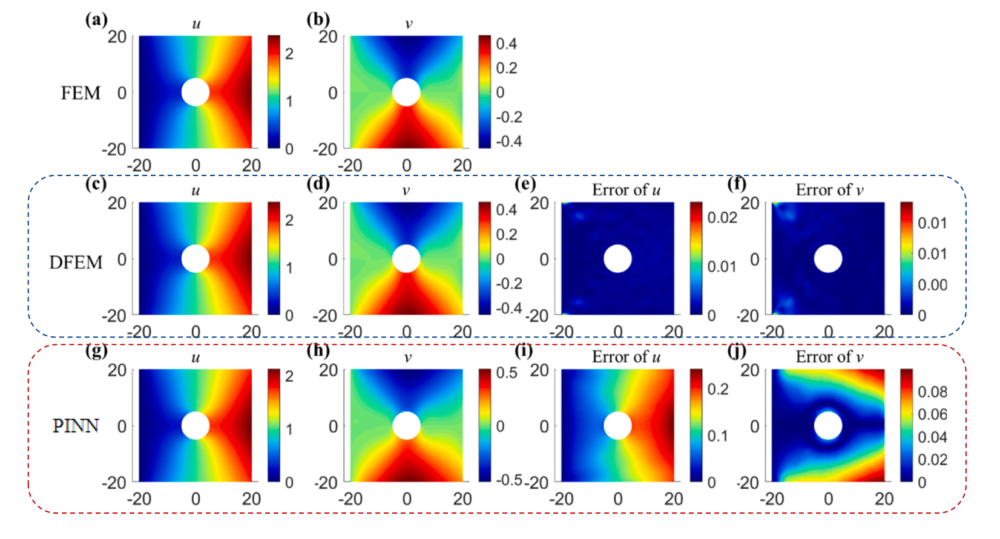 (a) u (b) v
20 2 1 0 20 0.4 0.2 0 -0.2 -0.4
FEM 0 0
-20 -20
-20 0 20 -20 0 20
(c) u (d) v (e) Error of u (f) Error of v
20 2 1 0 20 0.4 0.2 0 -0.2 -0.4 20 0.02 0.01 0 20 0.01 0.01 0.00 0
DFEM 0 0 0 0
-20 -20 -20 -20
-20 0 20 -20 0 20 -20 0 20 -20 0 20
(g) u (h) v (i) Error of u (j) Error of v
20 2 1 0 20 0.5 0 -0.5 20 0.2 0.1 0 20 0.08 0.06 0.04 0.02 0
PINN 0 0 0 0
-20 -20 -20 -20
-20 0 20 -20 0 20 -20 0 20 -20 0 20